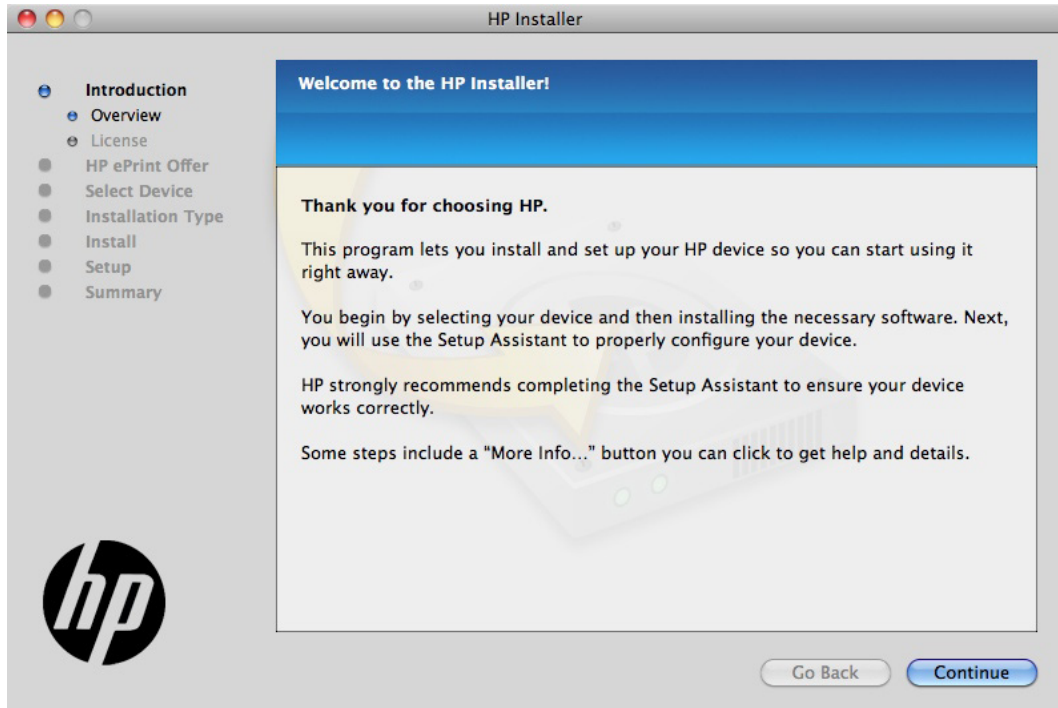 HP Installer
Introduction
Overview
License
HP ePrint Offer
Select Device
Installation Type
Install
Setup
Summary
Welcome to the HP Installer!
Thank you for choosing HP.
This program lets you install and set up your HP device so you can start using it
right away.
You begin by selecting your device and then installing the necessary software. Next,
you will use the Setup Assistant to properly configure your device.
HP strongly recommends completing the Setup Assistant to ensure your device
works correctly.
Some steps include a “More Info...” button you can click to get help and details.
hp
Go Back
Continue